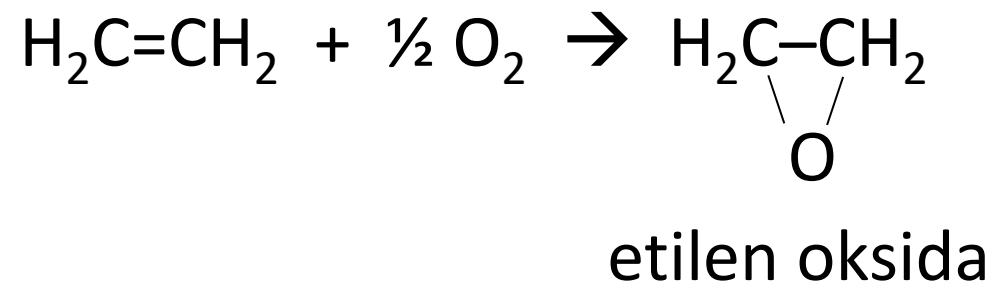 H₂C=CH₂ + ½ O₂ → H₂C–CH₂
O
etilen oksida